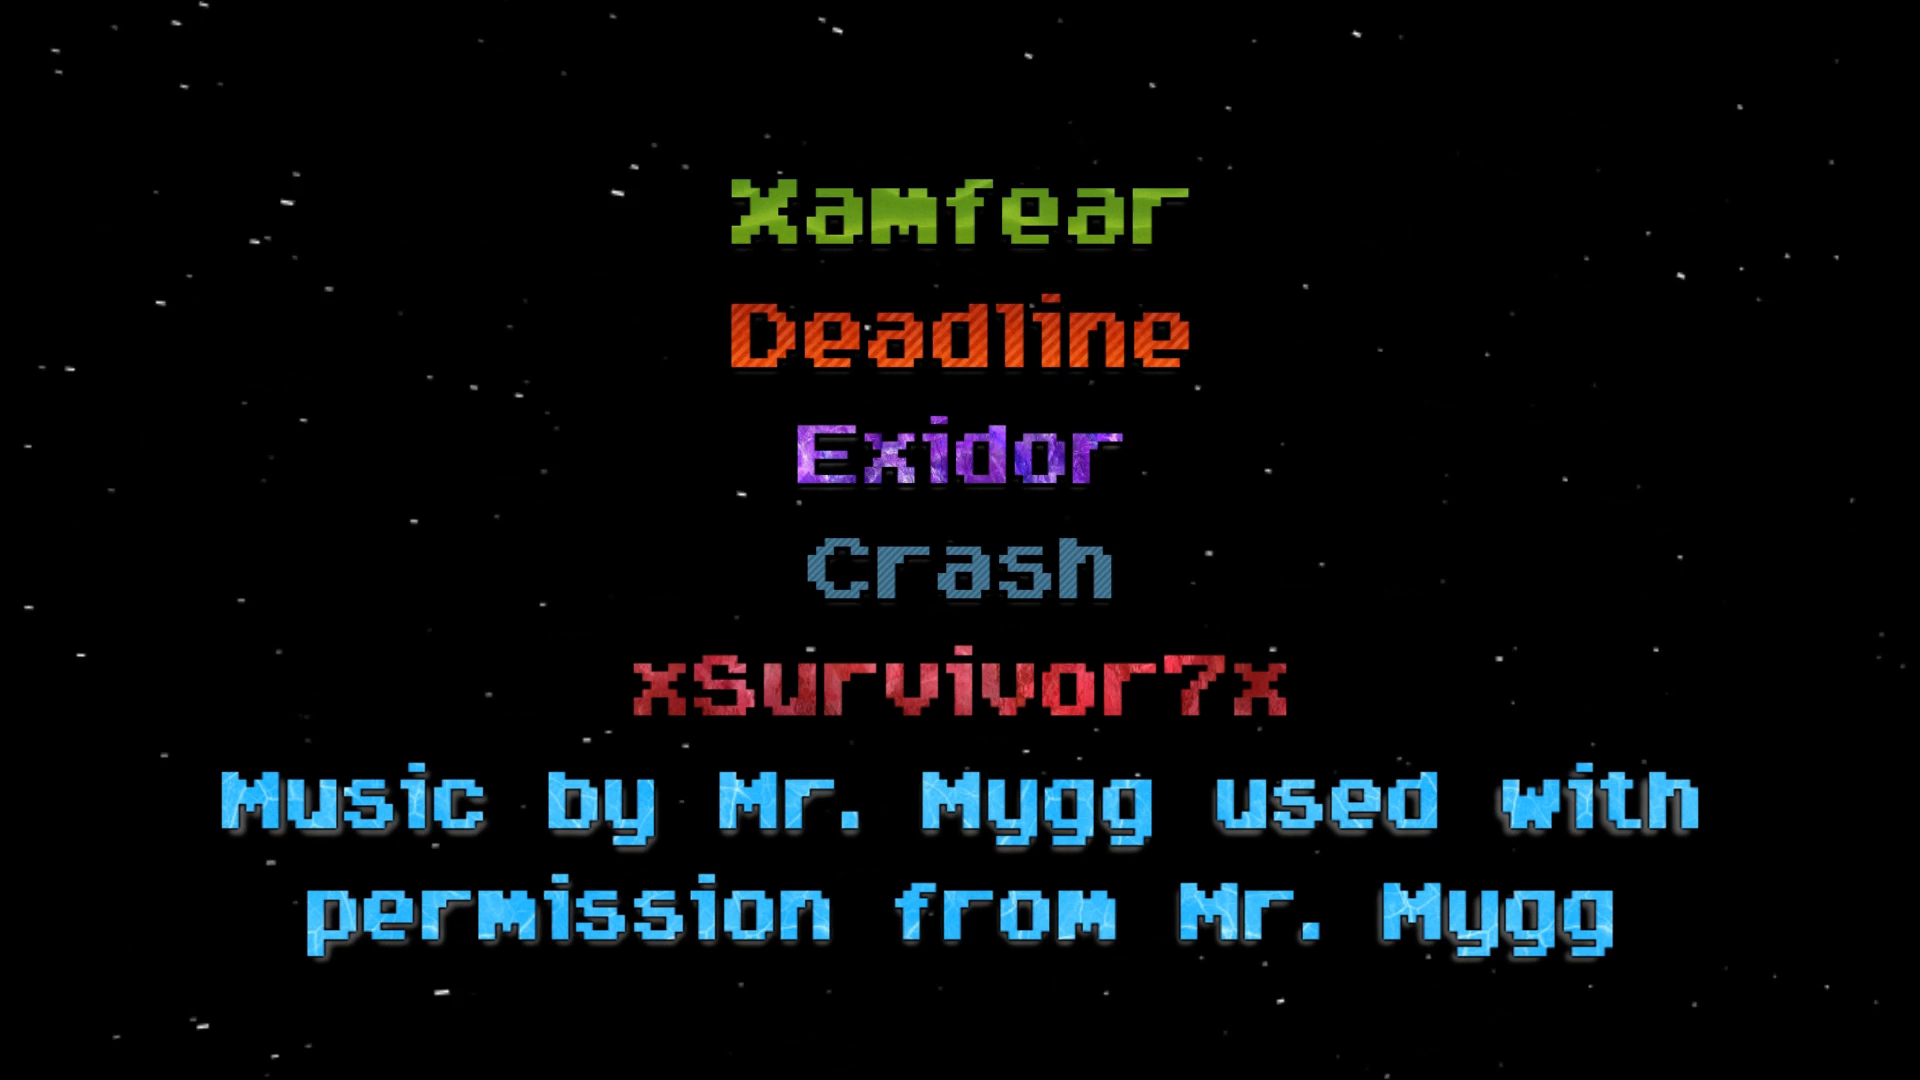 Xamfear
Deadline
Exidor
Crash
xSurvivor7x
Music by Mr. Mygg used with
permission from Mr. Mygg